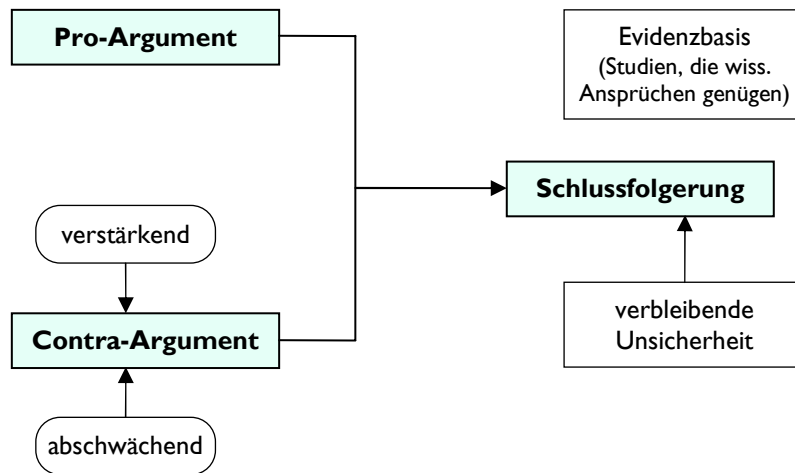 Pro-Argument
Evidenzbasis
(Studien, die wiss.
Ansprüchen genügen)
Schlussfolgerung
verstärkend
verbleibende
Unsicherheit
Contra-Argument
abschwächend